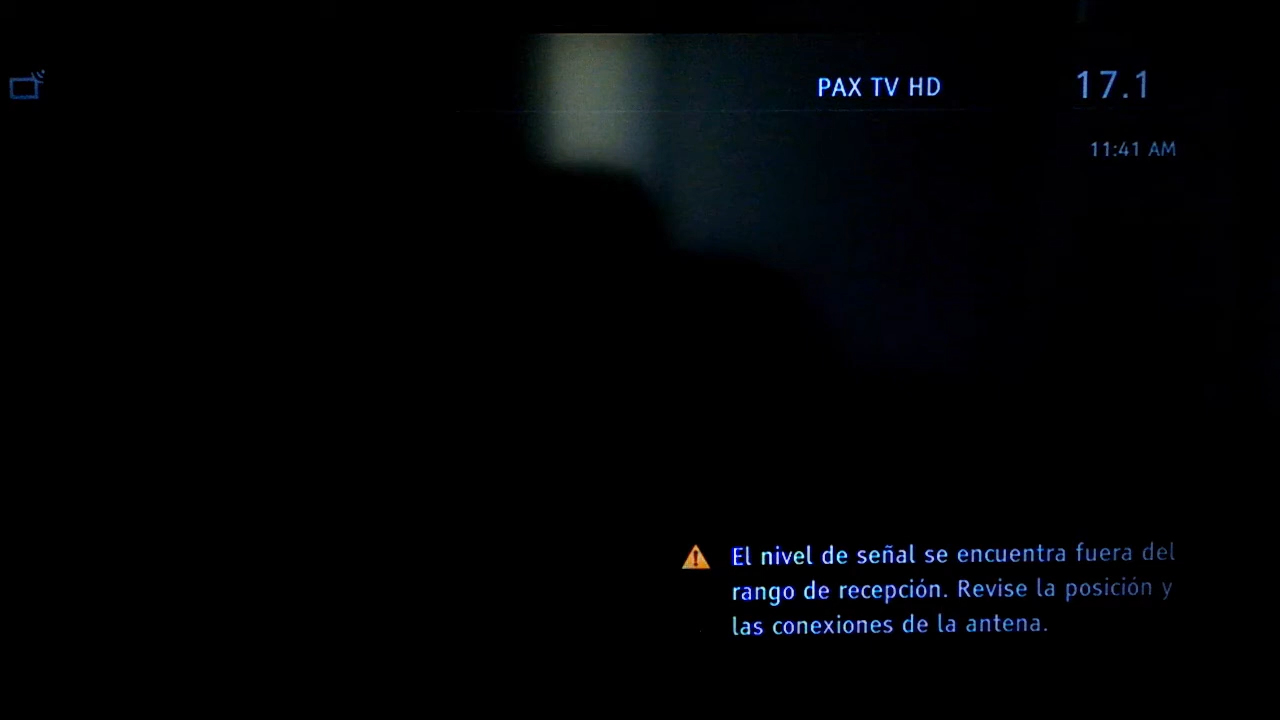 PAX TV HD
17.1
11:41 AM
El nivel de señal se encuentra fuera del
rango de recepción. Revise la posición y
las conexiones de la antena.